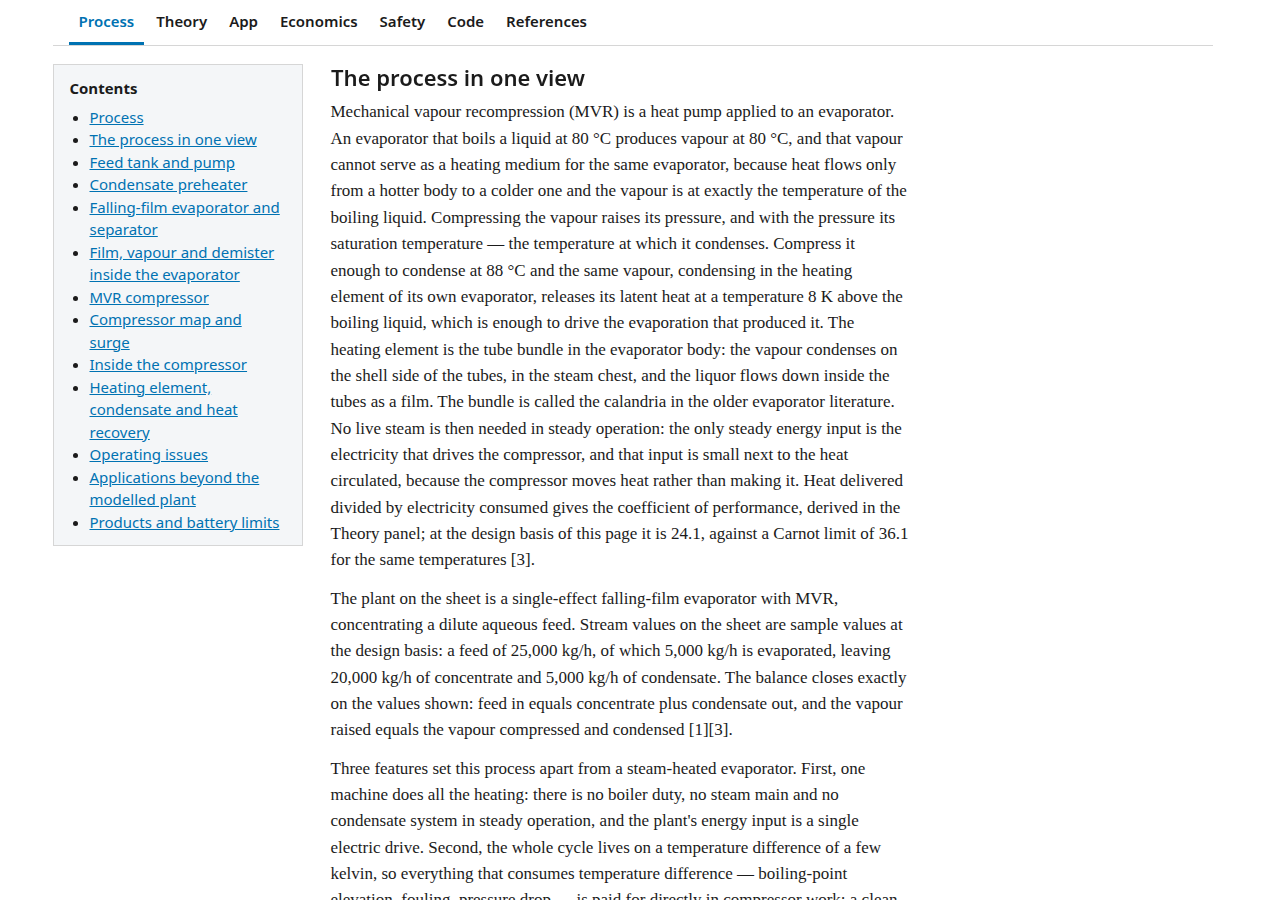 Process Theory App Economics Safety Code References
Contents
Process
The process in one view
Feed tank and pump
Condensate preheater
Falling-film evaporator and
separator
Film, vapour and demister
inside the evaporator
MVR compressor
Compressor map and
surge
Inside the compressor
Heating element,
condensate and heat
recovery
Operating issues
Applications beyond the
modelled plant
Products and battery limits
The process in one view
Mechanical vapour recompression (MVR) is a heat pump applied to an evaporator.
An evaporator that boils a liquid at 80 °C produces vapour at 80 °C, and that vapour
cannot serve as a heating medium for the same evaporator, because heat flows only
from a hotter body to a colder one and the vapour is at exactly the temperature of the
boiling liquid. Compressing the vapour raises its pressure, and with the pressure its
saturation temperature — the temperature at which it condenses. Compress it
enough to condense at 88 °C and the same vapour, condensing in the heating
element of its own evaporator, releases its latent heat at a temperature 8 K above the
boiling liquid, which is enough to drive the evaporation that produced it. The
heating element is the tube bundle in the evaporator body: the vapour condenses on
the shell side of the tubes, in the steam chest, and the liquor flows down inside the
tubes as a film. The bundle is called the calandria in the older evaporator literature.
No live steam is then needed in steady operation: the only steady energy input is the
electricity that drives the compressor, and that input is small next to the heat
circulated, because the compressor moves heat rather than making it. Heat delivered
divided by electricity consumed gives the coefficient of performance, derived in the
Theory panel; at the design basis of this page it is 24.1, against a Carnot limit of 36.1
for the same temperatures [3].
The plant on the sheet is a single-effect falling-film evaporator with MVR,
concentrating a dilute aqueous feed. Stream values on the sheet are sample values at
the design basis: a feed of 25,000 kg/h, of which 5,000 kg/h is evaporated, leaving
20,000 kg/h of concentrate and 5,000 kg/h of condensate. The balance closes exactly
on the values shown: feed in equals concentrate plus condensate out, and the vapour
raised equals the vapour compressed and condensed [1][3].
Three features set this process apart from a steam-heated evaporator. First, one
machine does all the heating: there is no boiler duty, no steam main and no
condensate system in steady operation, and the plant's energy input is a single
electric drive. Second, the whole cycle lives on a temperature difference of a few
kelvin, so everything that consumes temperature difference — boiling-point
elevation, fouling, pressure drop — is paid for directly in compressor work: a clean